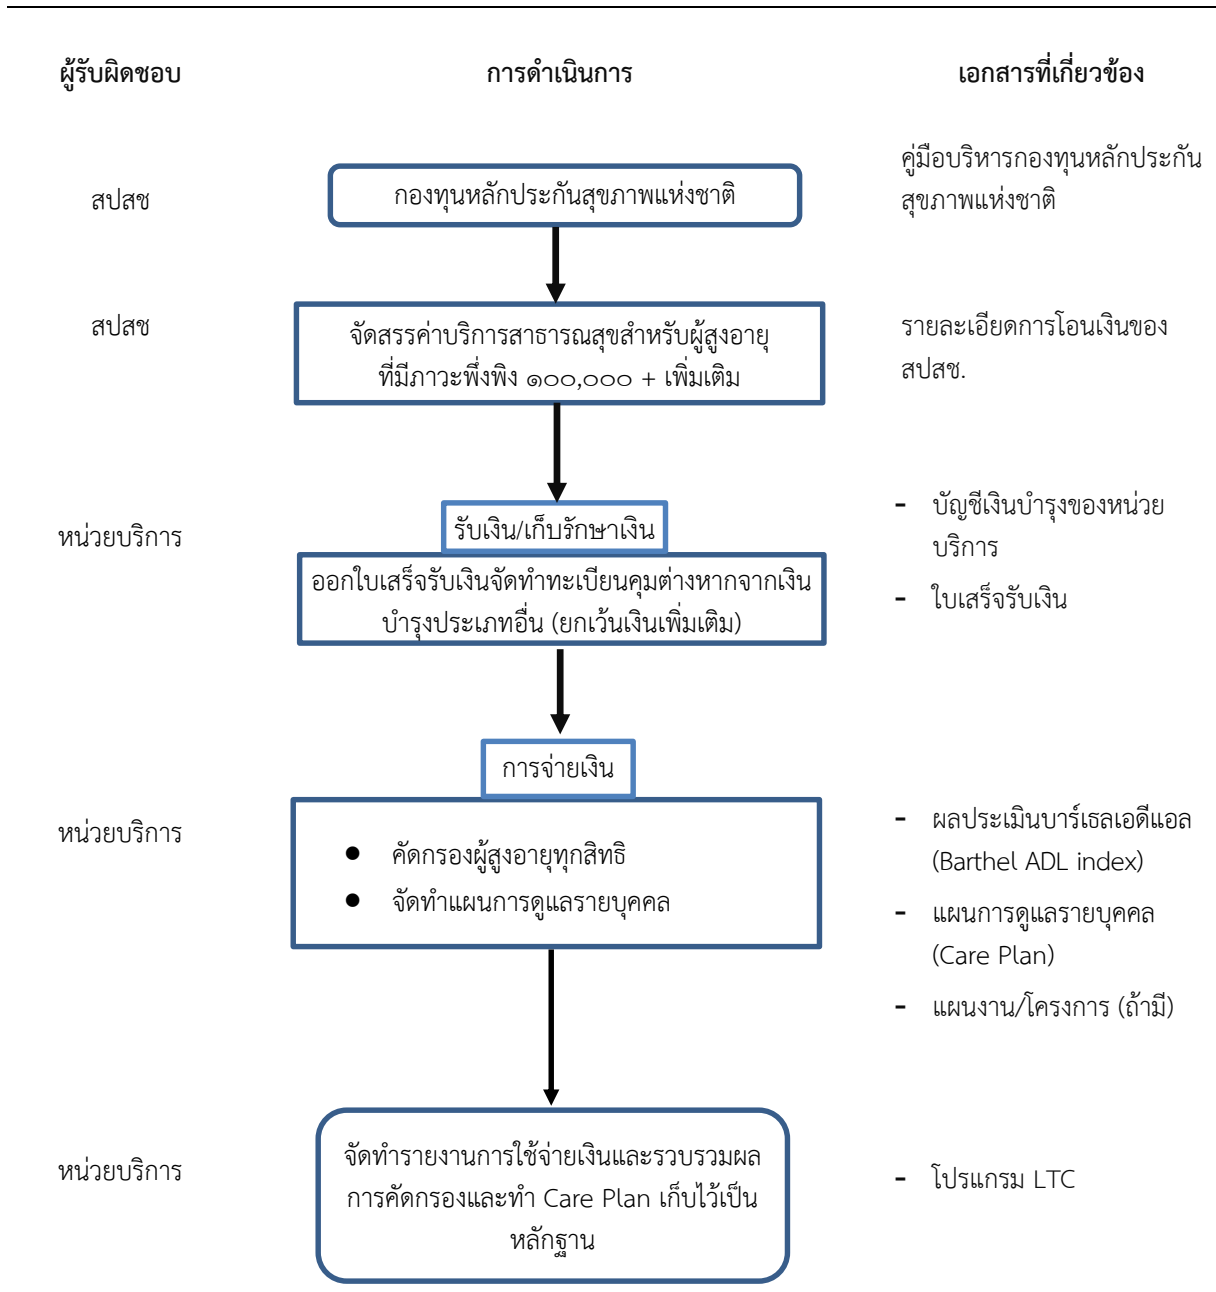 ผู้รับผิดชอบ
การดำเนินการ
เอกสารที่เกี่ยวข้อง
สปสช
กองทุนหลักประกันสุขภาพแห่งชาติ
คู่มือบริหารกองทุนหลักประกัน
สุขภาพแห่งชาติ
สปสช
จัดสรรค่าบริการสาธารณสุขสำหรับผู้สูงอายุ
ที่มีภาวะพึ่งพิง ๑๐๐,๐๐๐ + เพิ่มเติม
รายละเอียดการโอนเงินของ
สปสช.
หน่วยบริการ
รับเงิน/เก็บรักษาเงิน
ออกใบเสร็จรับเงินจัดทำทะเบียนคุมต่างหากจากเงิน
บำรุงประเภทอื่น (ยกเว้นเงินเพิ่มเติม)
- บัญชีเงินบำรุงของหน่วย
บริการ
- ใบเสร็จรับเงิน
หน่วยบริการ
การจ่ายเงิน
● คัดกรองผู้สูงอายุทุกสิทธิ
● จัดทำแผนการดูแลรายบุคคล
- ผลประเมินบาร์เธลเอดีแอล
(Barthel ADL index)
- แผนการดูแลรายบุคคล
(Care Plan)
- แผนงาน/โครงการ (ถ้ามี)
หน่วยบริการ
จัดทำรายงานการใช้จ่ายเงินและรวบรวมผล
การคัดกรองและทำ Care Plan เก็บไว้เป็น
หลักฐาน
- โปรแกรม LTC